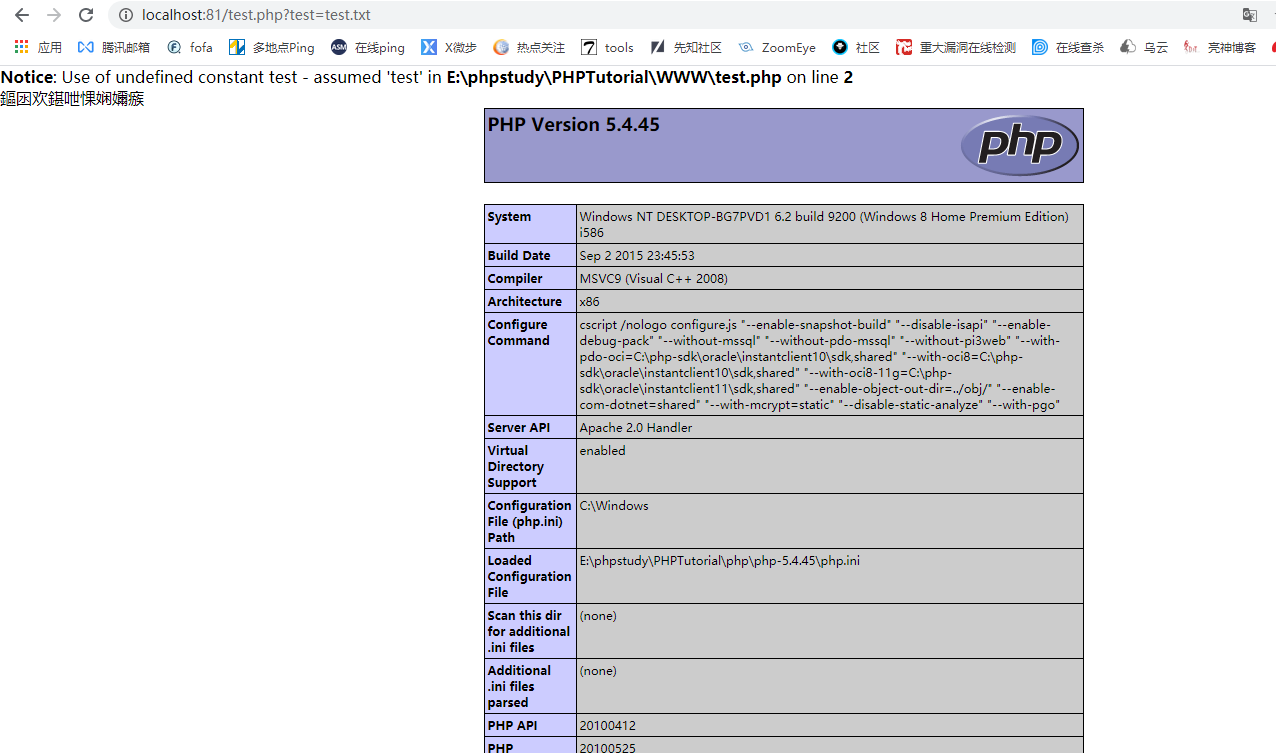 localhost:81/test.php?test=test.txt
应用 腾讯邮箱 fofa 多地点Ping ASM 在线ping X微步 热点关注 tools 先知社区 ZoomEye 社区 重大漏洞在线检测 在线查杀 乌云 亮神博客
Notice: Use of undefined constant test - assumed 'test' in E:\phpstudy\PHPTutorial\WWW\test.php on line 2
PHP Version 5.4.45
php
System Windows NT DESKTOP-BG7PVD1 6.2 build 9200 (Windows 8 Home Premium Edition)
i586
Build Date Sep 2 2015 23:45:53
Compiler MSVC9 (Visual C++ 2008)
Architecture x86
Configure cscript /nologo configure.js "--enable-snapshot-build" "--disable-isapi" "--enable-
Command debug-pack" "--without-mssql" "--without-pdo-mssql" "--without-pi3web" "--with-
pdo-oci=C:\php-sdk\oracle\instantclient10\sdk,shared" "--with-oci8=C:\php-
sdk\oracle\instantclient10\sdk,shared" "--with-oci8-11g=C:\php-
sdk\oracle\instantclient11\sdk,shared" "--enable-object-out-dir=../obj/" "--enable-
com-dotnet=shared" "--with-mcrypt=static" "--disable-static-analyze" "--with-pgo"
Server API Apache 2.0 Handler
Virtual enabled
Directory
Support
Configuration C:\Windows
File (php.ini)
Path
Loaded E:\phpstudy\PHPTutorial\php\php-5.4.45\php.ini
Configuration
File
Scan this dir (none)
for additional
.ini files
Additional (none)
.ini files
parsed
PHP API 20100412
PHP 20100525